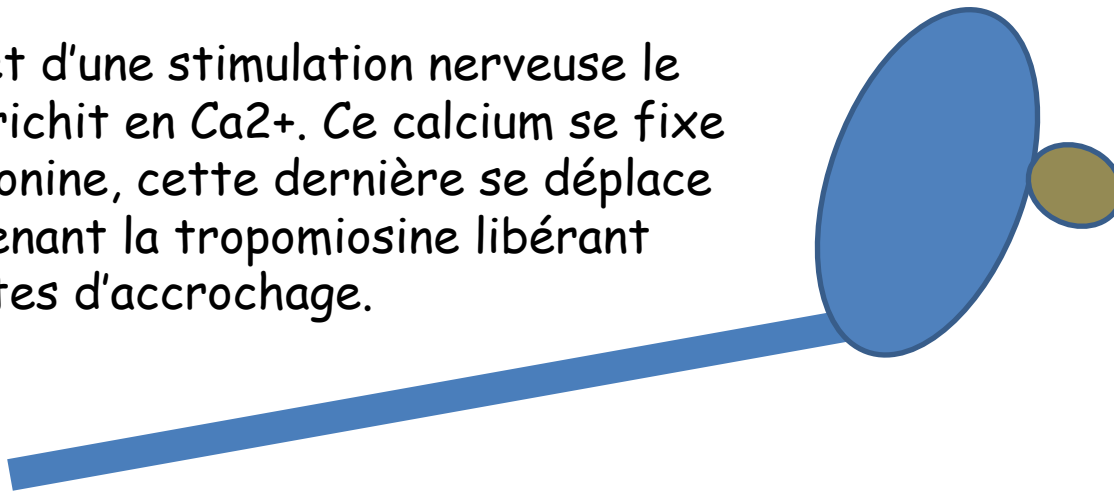 t d'une stimulation nerveuse le
richit en Ca2+. Ce calcium se fixe
onine, cette dernière se déplace
enant la tropomiosine libérant
tes d'accrochage.